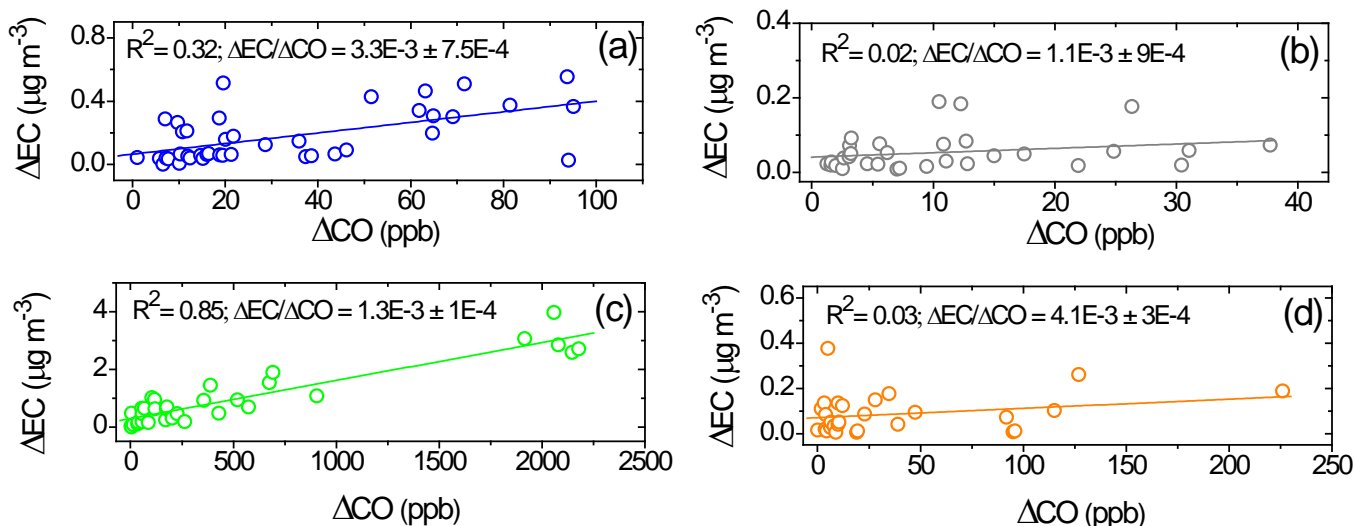 (a)
R²= 0.32; ΔEC/ΔCO = 3.3E-3 ± 7.5E-4
ΔEC (µg m⁻³)
0.8
0.4
0.0
0 20 40 60 80 100
ΔCO (ppb)
(b)
R²= 0.02; ΔEC/ΔCO = 1.1E-3 ± 9E-4
ΔEC (µg m⁻³)
0.4
0.2
0.0
0 10 20 30 40
ΔCO (ppb)
(c)
R²= 0.85; ΔEC/ΔCO = 1.3E-3 ± 1E-4
ΔEC (µg m⁻³)
4
2
0
0 500 1000 1500 2000 2500
ΔCO (ppb)
(d)
R²= 0.03; ΔEC/ΔCO = 4.1E-3 ± 3E-4
ΔEC (µg m⁻³)
0.6
0.4
0.2
0.0
0 50 100 150 200 250
ΔCO (ppb)